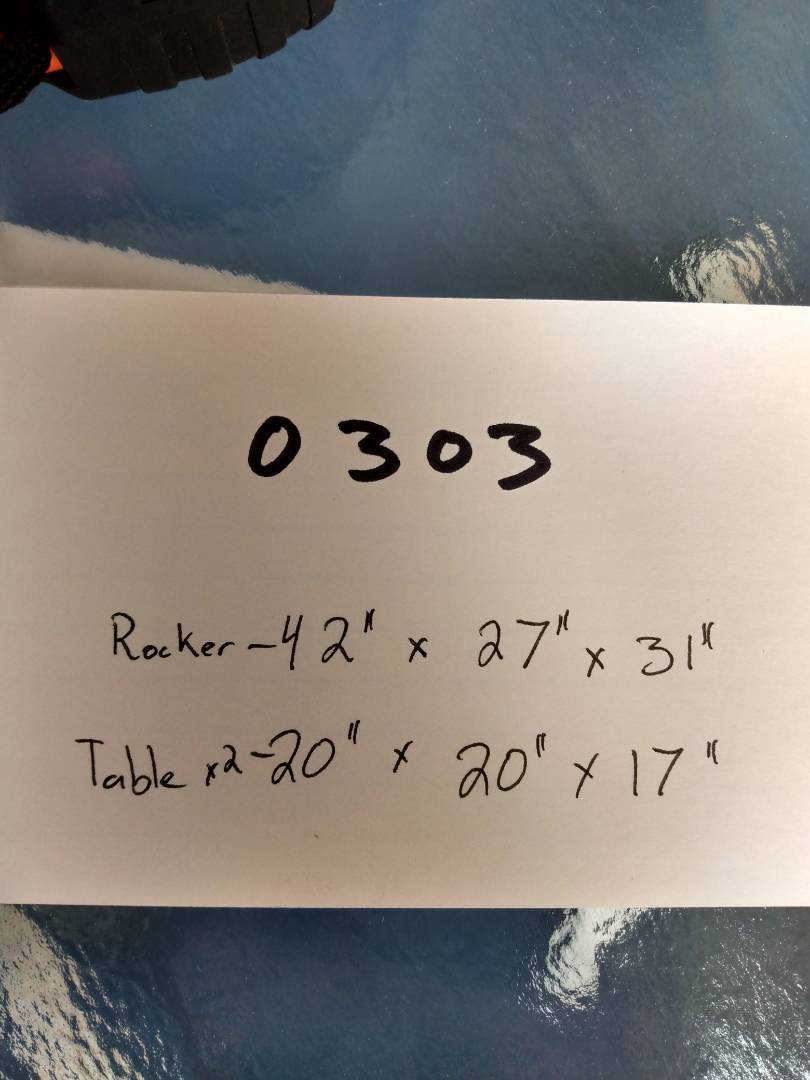 0303
Rocker - 42" x 27" x 31"
Table x2 - 20" x 20" x 17"